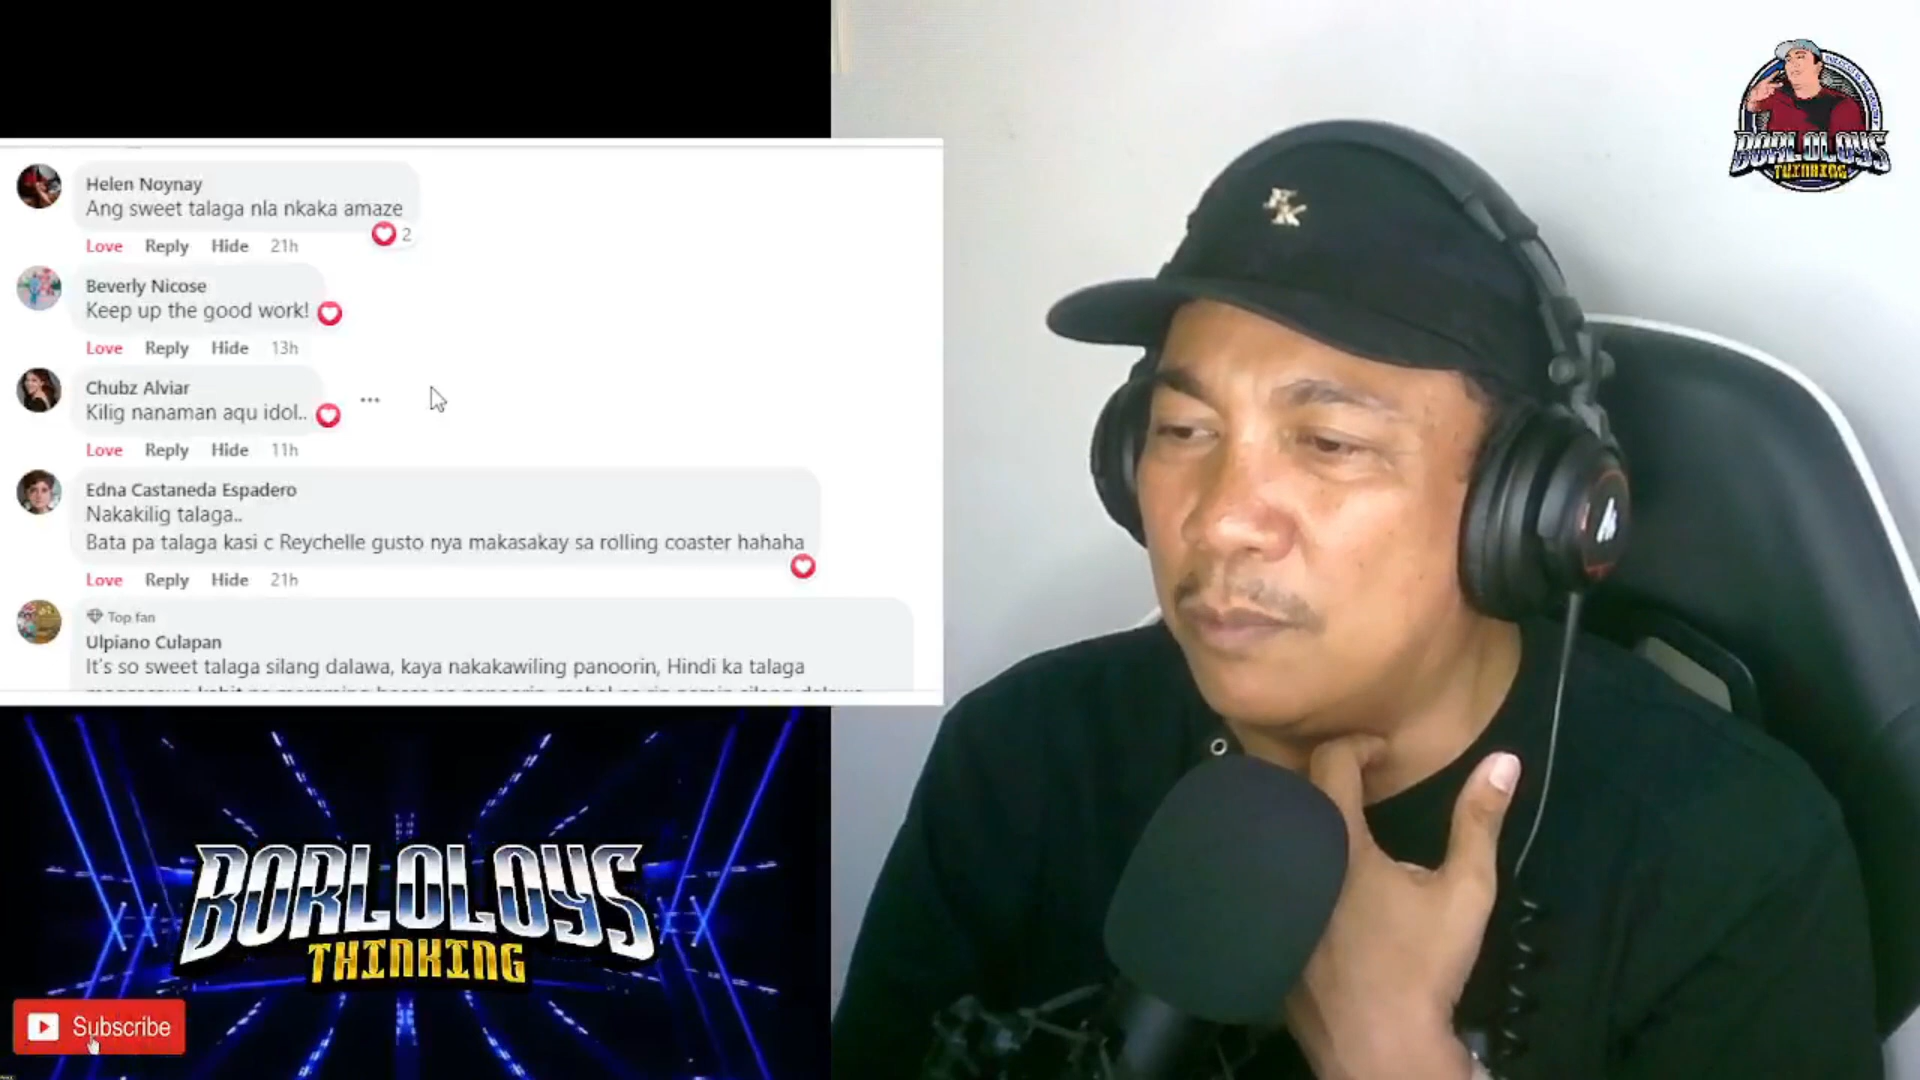 Helen Noynay
Ang sweet talaga nla nkaka amaze
2
Love Reply Hide 21h
Beverly Nicose
Keep up the good work!
Love Reply Hide 13h
Chubz Alviar
Kilig nanaman aqu idol..
Love Reply Hide 11h
Edna Castaneda Espadero
Nakakilig talaga..
Bata pa talaga kasi c Reychelle gusto nya makasakay sa rolling coaster hahaha
Love Reply Hide 21h
Top fan
Ulpiano Culapan
It's so sweet talaga silang dalawa, kaya nakakawiling panoorin, Hindi ka talaga
BORLOLOYS
THINKING
Subscribe
BORLOLOYS
THINKING